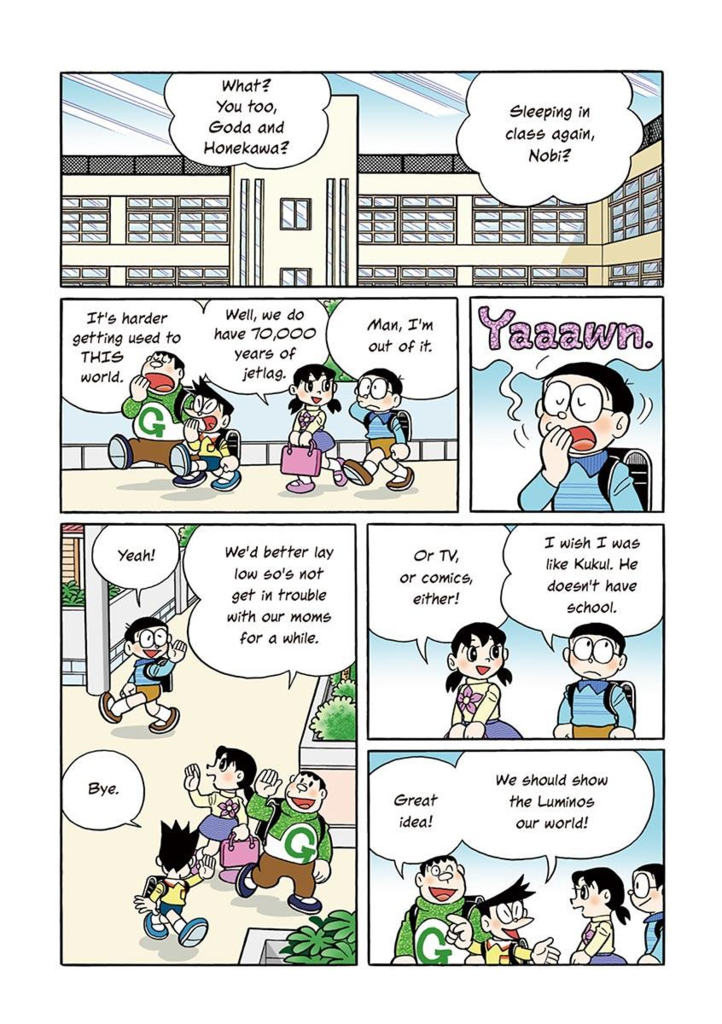 Sleeping in
class again,
Nobi?
What?
You too,
Goda and
Honekawa?
Yaaawn.
Man, I'm
out of it.
Well, we do
have 70,000
years of
jetlag.
It's harder
getting used to
THIS
world.
G
I wish I was
like Kukul. He
doesn't have
school.
Or TV,
or comics,
either!
We should show
the Luminos
our world!
Great
idea!
G
We'd better lay
low so's not
get in trouble
with our moms
for a while.
Yeah!
Bye.
G